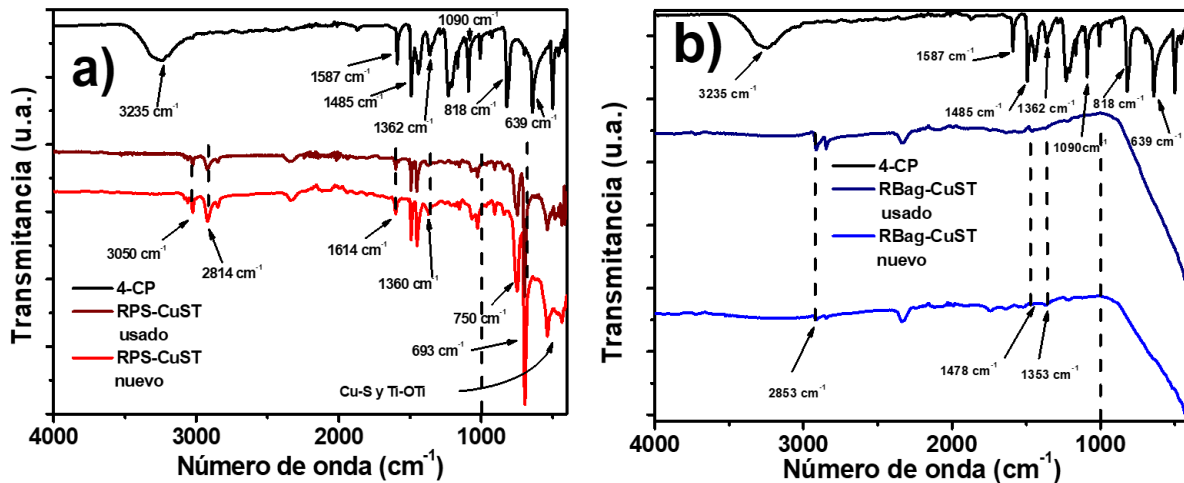 a)
1090 cm⁻¹
1587 cm⁻¹
3235 cm⁻¹
1485 cm⁻¹
818 cm⁻¹
1362 cm⁻¹
639 cm⁻¹
3050 cm⁻¹
2814 cm⁻¹
1614 cm⁻¹
1360 cm⁻¹
750 cm⁻¹
693 cm⁻¹
Cu-S y Ti-OTi
4-CP
RPS-CuST
usado
RPS-CuST
nuevo
Transmitancia (u.a.)
4000 3000 2000 1000
Número de onda (cm⁻¹)
b)
3235 cm⁻¹
1587 cm⁻¹
1485 cm⁻¹
1362 cm⁻¹
818 cm⁻¹
1090cm⁻¹
639 cm⁻¹
4-CP
RBag-CuST
usado
RBag-CuST
nuevo
2853 cm⁻¹
1478 cm⁻¹
1353 cm⁻¹
Transmitancia (u.a.)
4000 3000 2000 1000
Número de onda (cm⁻¹)